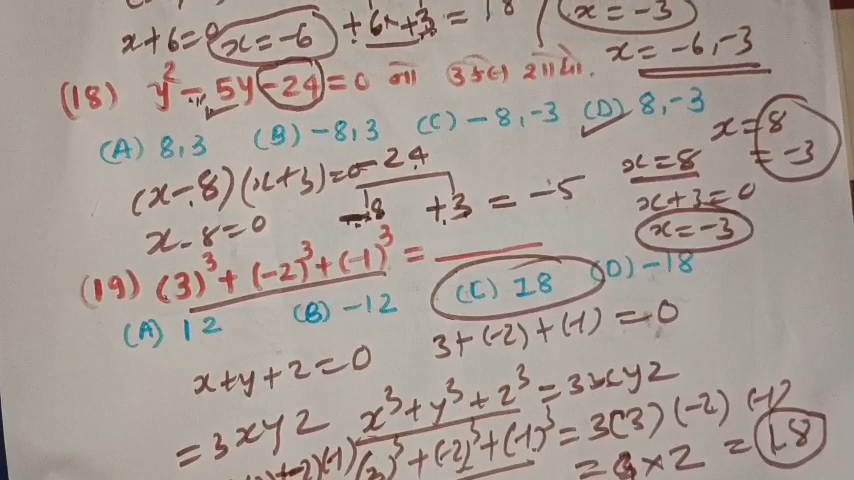 x+6=0 x=-6 +6 +3 = 18 x=-3
x=-6,-3
(18) y² - 5y - 24 = 0 નો ઉકેલ શોધો.
(A) 8,3 (B) -8,3 (C) -8,-3 (D) 8,-3
x=8
= -3
(x-8)(x+3)=0 -24 x=8
-8 +3 = -5 x+3=0
x-8=0 x=-3
(19) (3)³ + (-2)³ + (-1)³ = ____
(A) 12 (B) -12 (C) 18 (D) -18
x+y+z=0 3+(-2)+(-1)=0
x³+y³+z³=3xyz
=3xyz (3)³+(-2)³+(-1)³=3(3)(-2)(-1)
= 9×2 = 18